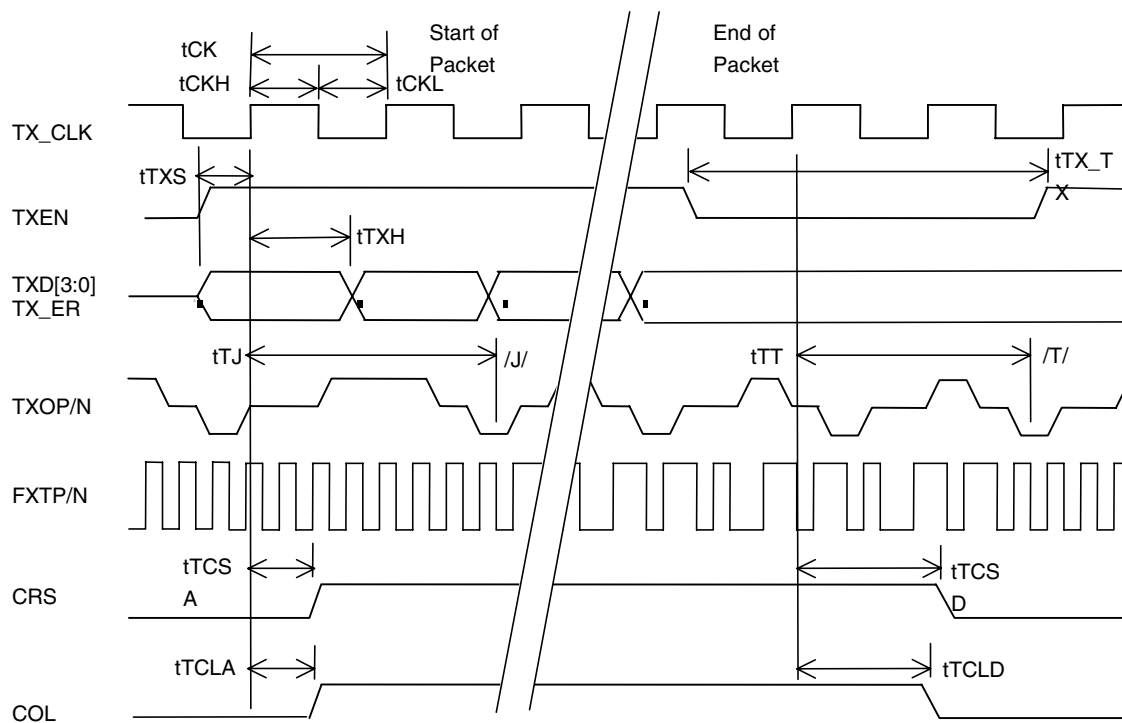 Start of
Packet
End of
Packet
tCK
tCKH
tCKL
TX_CLK
tTXS
tTX_T
X
TXEN
tTXH
TXD[3:0]
TX_ER
tTJ
/J/
tTT
/T/
TXOP/N
FXTP/N
tTCS
A
tTCS
D
CRS
tTCLA
tTCLD
COL